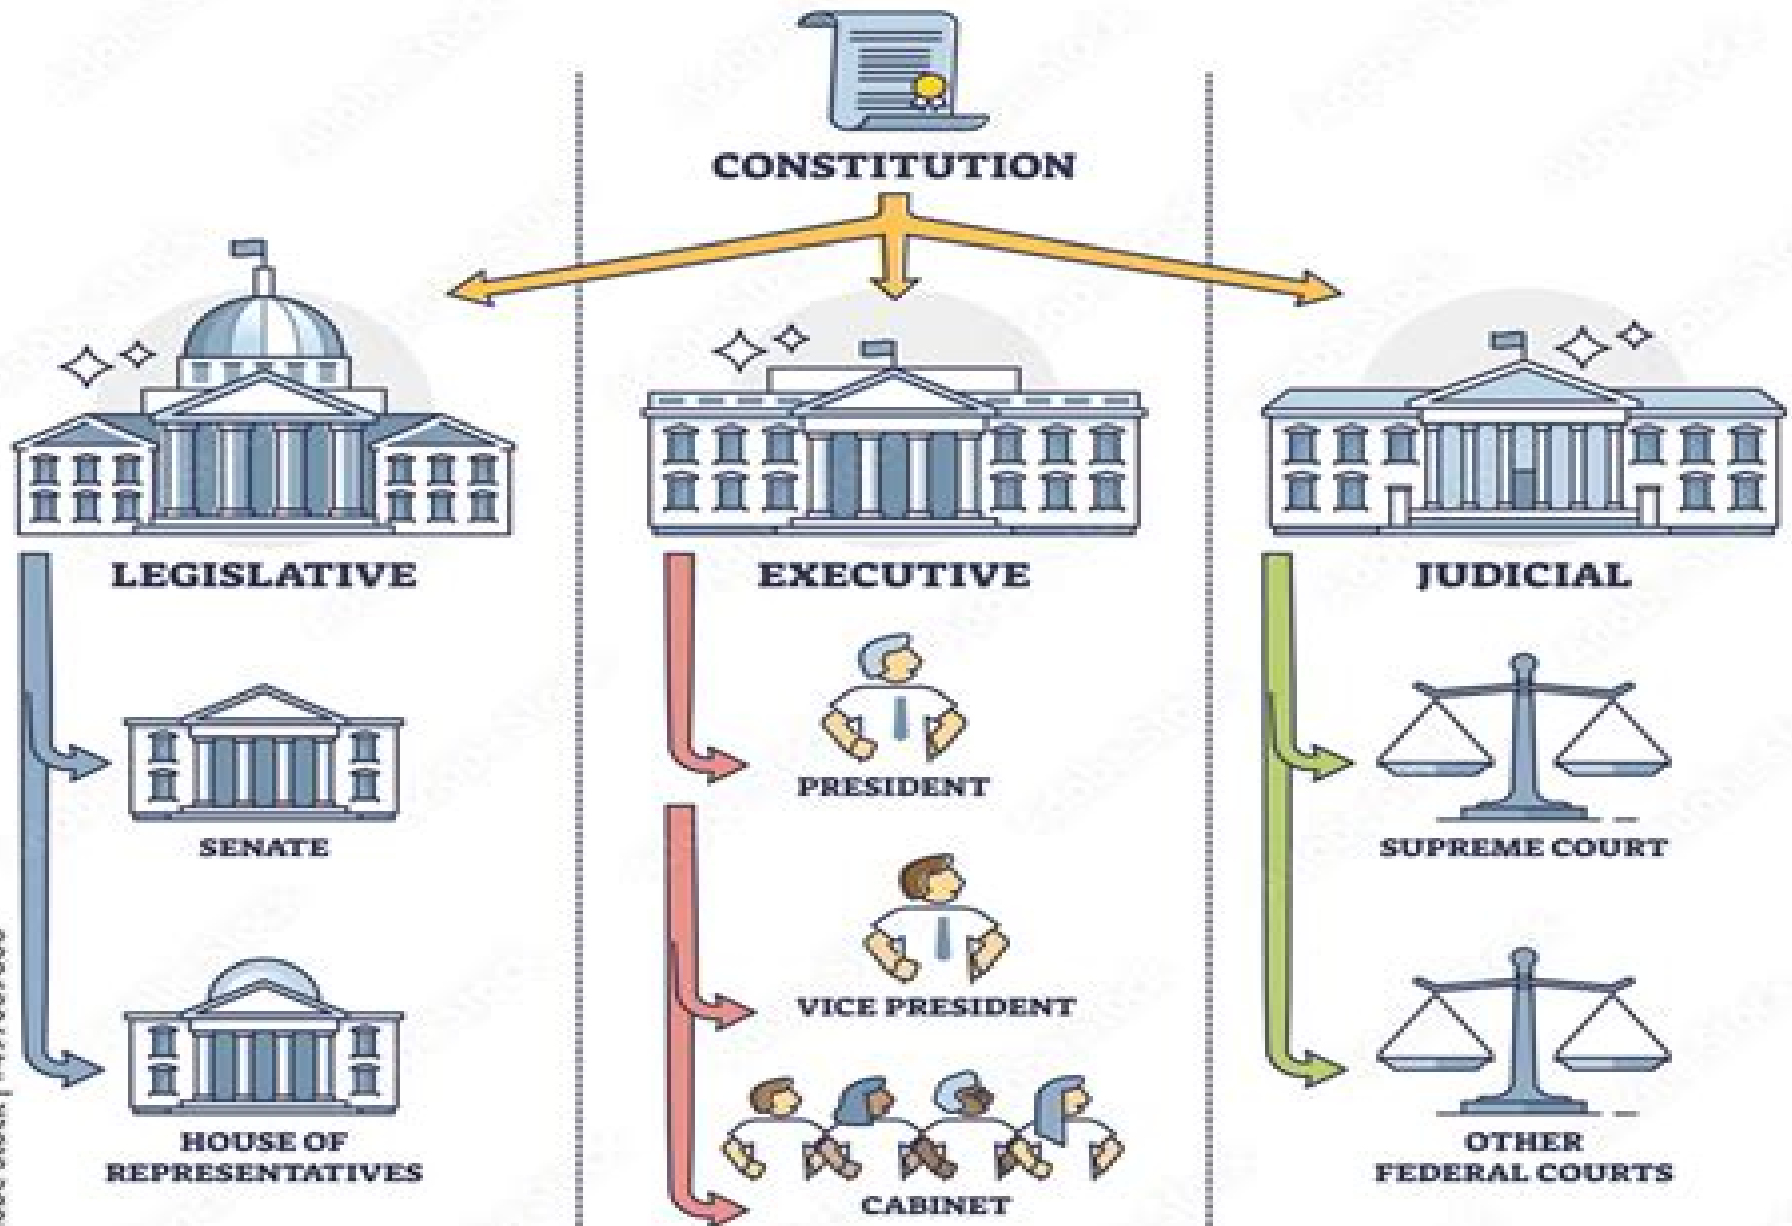 CONSTITUTION
LEGISLATIVE
SENATE
HOUSE OF
REPRESENTATIVES
EXECUTIVE
PRESIDENT
VICE PRESIDENT
CABINET
JUDICIAL
SUPREME COURT
OTHER
FEDERAL COURTS